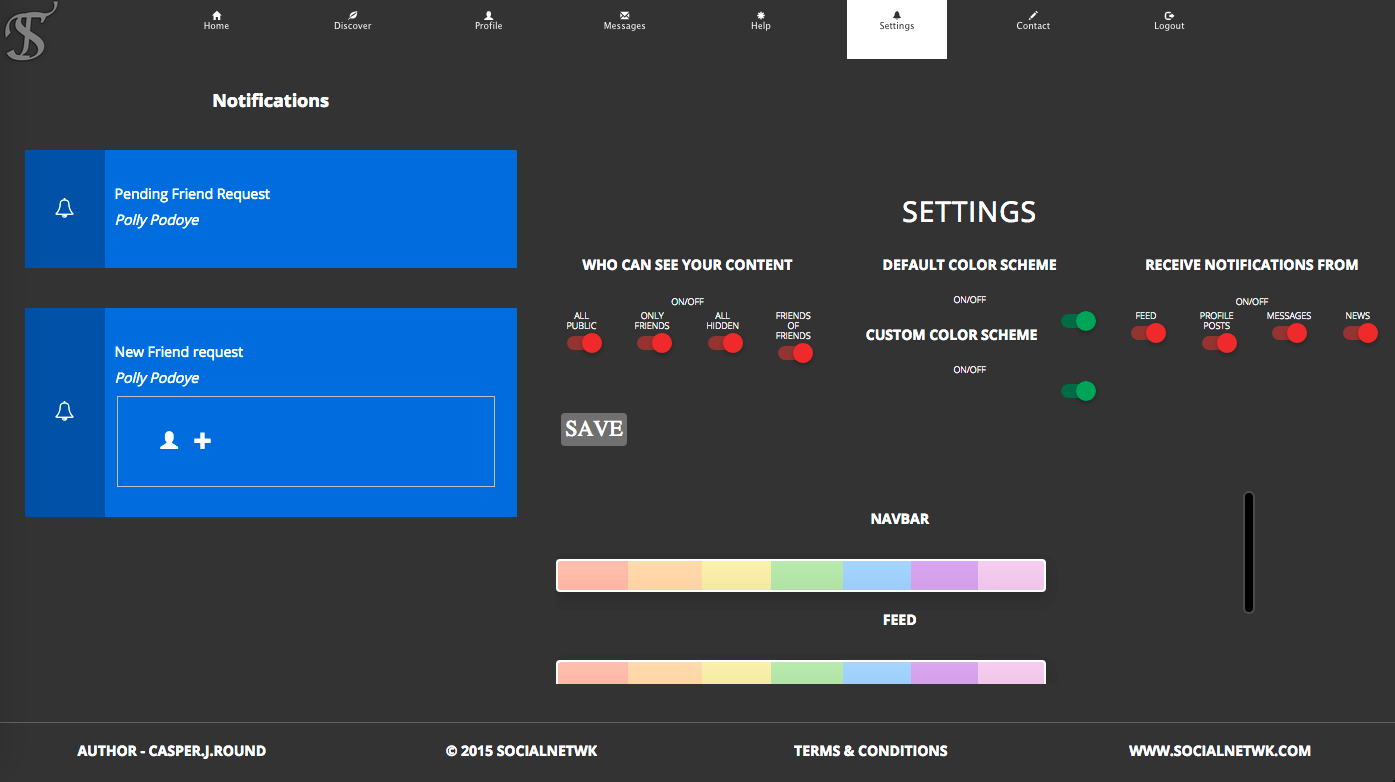 Home
Discover
Profile
Messages
Help
Settings
Contact
Logout
Notifications
Pending Friend Request
Polly Podoye
New Friend request
Polly Podoye
SETTINGS
WHO CAN SEE YOUR CONTENT
ON/OFF
ALL
PUBLIC
ONLY
FRIENDS
ALL
HIDDEN
FRIENDS
OF
FRIENDS
DEFAULT COLOR SCHEME
ON/OFF
CUSTOM COLOR SCHEME
ON/OFF
RECEIVE NOTIFICATIONS FROM
ON/OFF
FEED
PROFILE
POSTS
MESSAGES
NEWS
SAVE
NAVBAR
FEED
AUTHOR - CASPER.J.ROUND
© 2015 SOCIALNETWK
TERMS & CONDITIONS
WWW.SOCIALNETWK.COM